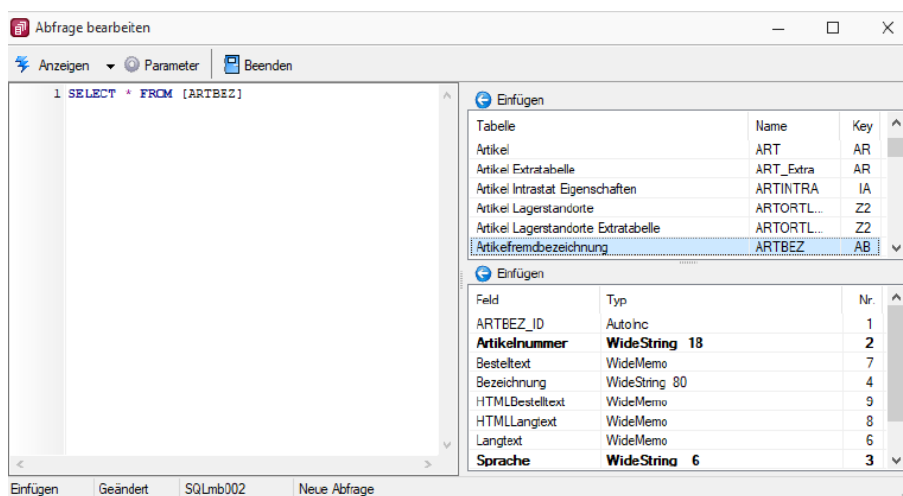 Abfrage bearbeiten
Anzeigen Parameter Beenden
1 SELECT * FROM [ARTBEZ]
Einfügen
Tabelle Name Key
Artikel ART AR
Artikel Extratabelle ART_Extra AR
Artikel Intrastat Eigenschaften ARTINTRA IA
Artikel Lagerstandorte ARTORTL... Z2
Artikel Lagerstandorte Extratabelle ARTORTL... Z2
Artikefremdbezeichnung ARTBEZ AB
Einfügen
Feld Typ Nr.
ARTBEZ_ID AutoInc 1
Artikelnummer WideString 18 2
Besteltext WideMemo 7
Bezeichnung WideString 80 4
HTMLBestelltext WideMemo 9
HTMLLangtext WideMemo 8
Langtext WideMemo 6
Sprache WideString 6 3
Einfügen Geändert SQLmb002 Neue Abfrage